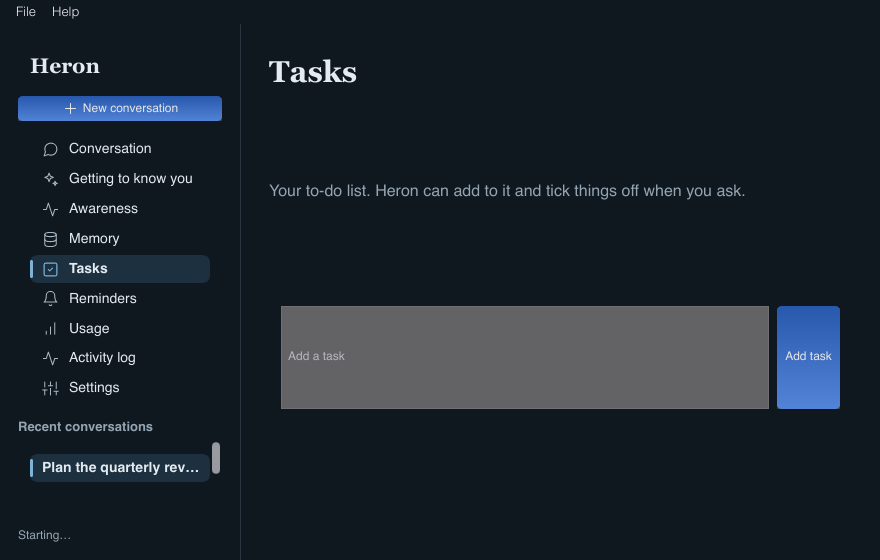 File Help
Heron
New conversation
Conversation
Getting to know you
Awareness
Memory
Tasks
Reminders
Usage
Activity log
Settings
Recent conversations
Plan the quarterly rev…
Starting…
Tasks
Your to-do list. Heron can add to it and tick things off when you ask.
Add a task
Add task